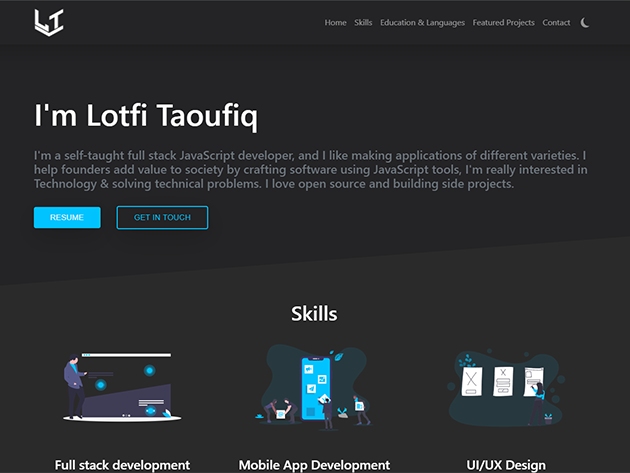 LT
Home Skills Education & Languages Featured Projects Contact
I'm Lotfi Taoufiq
I'm a self-taught full stack JavaScript developer, and I like making applications of different varieties. I
help founders add value to society by crafting software using JavaScript tools, I'm really interested in
Technology & solving technical problems. I love open source and building side projects.
RESUME GET IN TOUCH
Skills
Full stack development Mobile App Development UI/UX Design